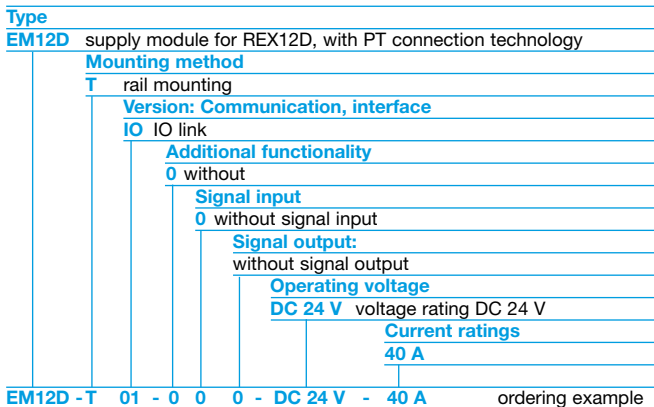 Type
EM12D supply module for REX12D, with PT connection technology
Mounting method
T rail mounting
Version: Communication, interface
IO IO link
Additional functionality
0 without
Signal input
0 without signal input
Signal output:
without signal output
Operating voltage
DC 24 V voltage rating DC 24 V
Current ratings
40 A
EM12D - T 01 - 0 0 0 - DC 24 V - 40 A ordering example